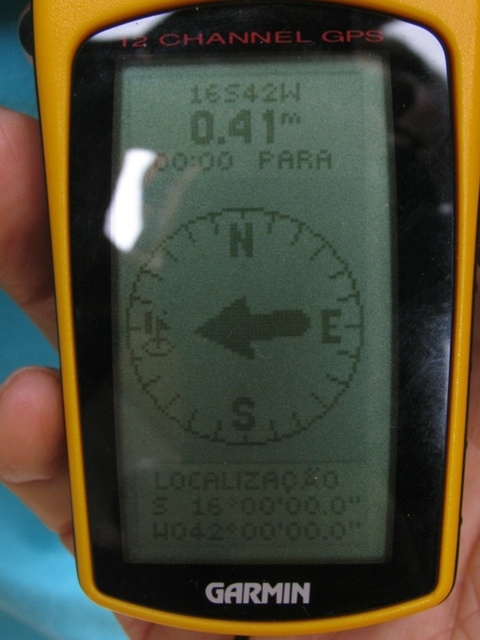 12 CHANNEL GPS
16S42W
0.41m
00:00 PARA
N
E
S
LOCALIZAÇÃO
S 16°00'00.0"
W042°00'00.0"
GARMIN